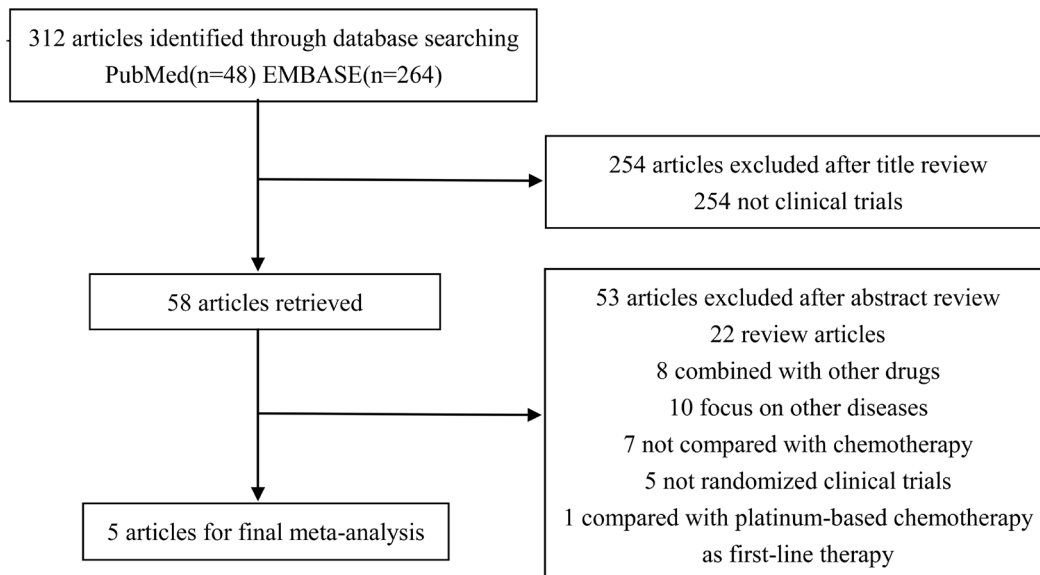 312 articles identified through database searching
PubMed(n=48) EMBASE(n=264)
254 articles excluded after title review
254 not clinical trials
58 articles retrieved
53 articles excluded after abstract review
22 review articles
8 combined with other drugs
10 focus on other diseases
7 not compared with chemotherapy
5 not randomized clinical trials
1 compared with platinum-based chemotherapy
as first-line therapy
5 articles for final meta-analysis